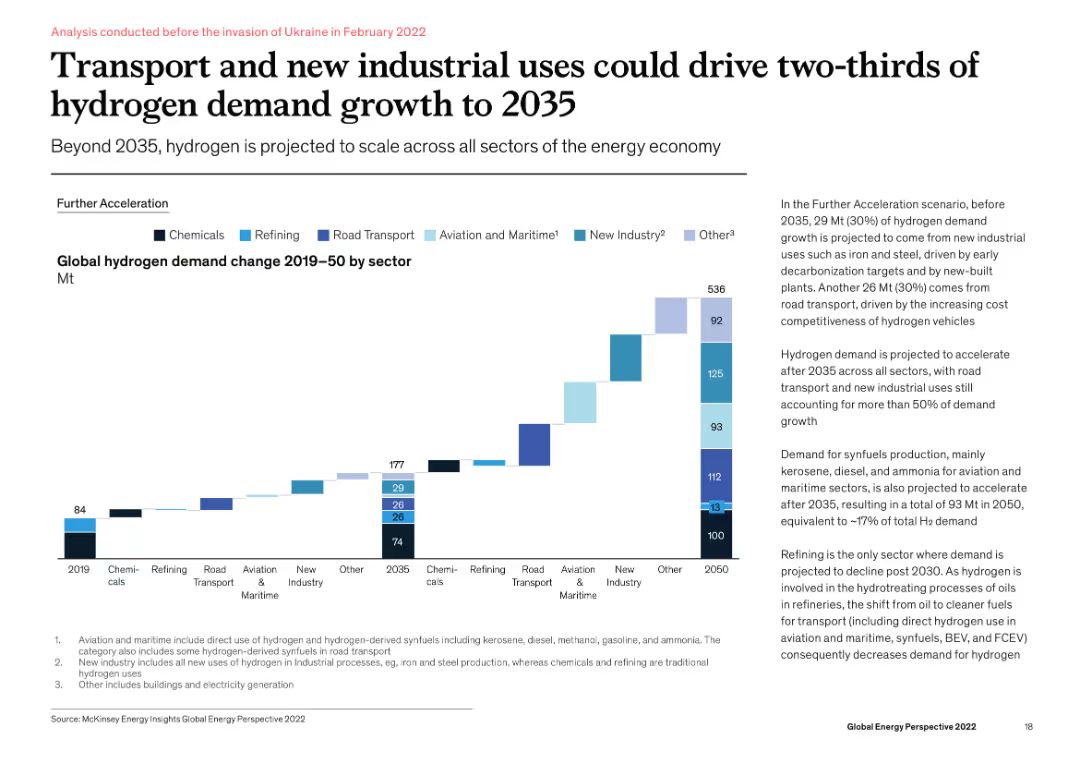 Analysis conducted before the invasion of Ukraine in February 2022
Transport and new industrial uses could drive two-thirds of
hydrogen demand growth to 2035
Beyond 2035, hydrogen is projected to scale across all sectors of the energy economy
Further Acceleration
Chemicals Refining Road Transport Aviation and Maritime¹ New Industry² Other³
Global hydrogen demand change 2019–50 by sector
Mt
84
177
29
26
26
74
536
92
125
93
112
13
100
2019 Chemi-cals Refining Road Transport Aviation & Maritime New Industry Other 2035 Chemi-cals Refining Road Transport Aviation & Maritime New Industry Other 2050
1. Aviation and maritime include direct use of hydrogen and hydrogen-derived synfuels including kerosene, diesel, methanol, gasoline, and ammonia. The
category also includes some hydrogen-derived synfuels in road transport
2. New industry includes all new uses of hydrogen in Industrial processes, eg, iron and steel production, whereas chemicals and refining are traditional
hydrogen uses
3. Other includes buildings and electricity generation
Source: McKinsey Energy Insights Global Energy Perspective 2022
In the Further Acceleration scenario, before
2035, 29 Mt (30%) of hydrogen demand
growth is projected to come from new industrial
uses such as iron and steel, driven by early
decarbonization targets and by new-built
plants. Another 26 Mt (30%) comes from
road transport, driven by the increasing cost
competitiveness of hydrogen vehicles
Hydrogen demand is projected to accelerate
after 2035 across all sectors, with road
transport and new industrial uses still
accounting for more than 50% of demand
growth
Demand for synfuels production, mainly
kerosene, diesel, and ammonia for aviation and
maritime sectors, is also projected to accelerate
after 2035, resulting in a total of 93 Mt in 2050,
equivalent to ~17% of total H₂ demand
Refining is the only sector where demand is
projected to decline post 2030. As hydrogen is
involved in the hydrotreating processes of oils
in refineries, the shift from oil to cleaner fuels
for transport (including direct hydrogen use in
aviation and maritime, synfuels, BEV, and FCEV)
consequently decreases demand for hydrogen
Global Energy Perspective 2022 18